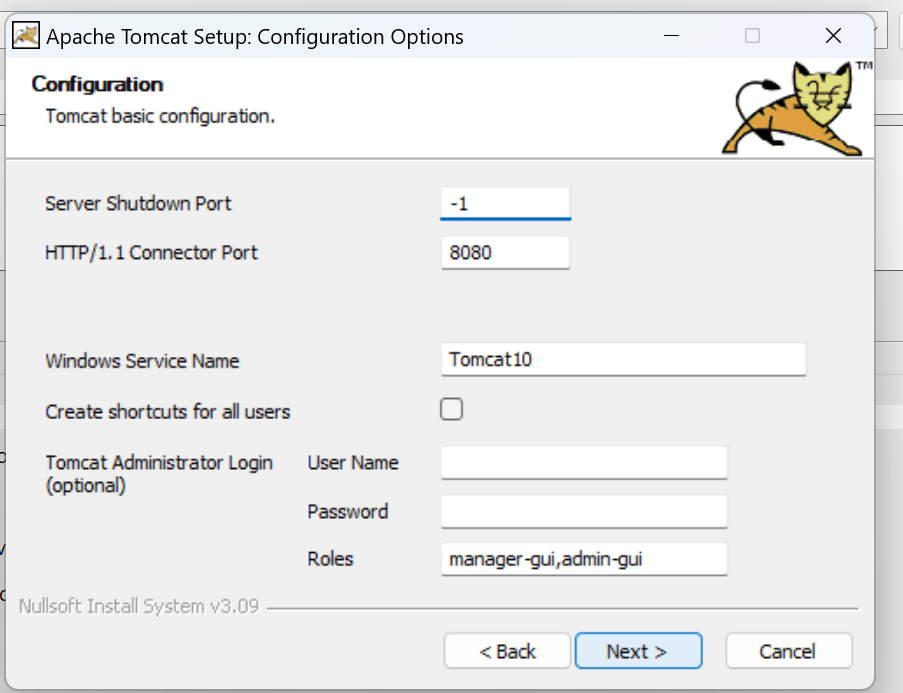 Apache Tomcat Setup: Configuration Options
Configuration
Tomcat basic configuration.
TM
Server Shutdown Port -1
HTTP/1.1 Connector Port 8080
Windows Service Name Tomcat10
Create shortcuts for all users
Tomcat Administrator Login
(optional)
User Name
Password
Roles manager-gui,admin-gui
Nullsoft Install System v3.09
< Back Next > Cancel